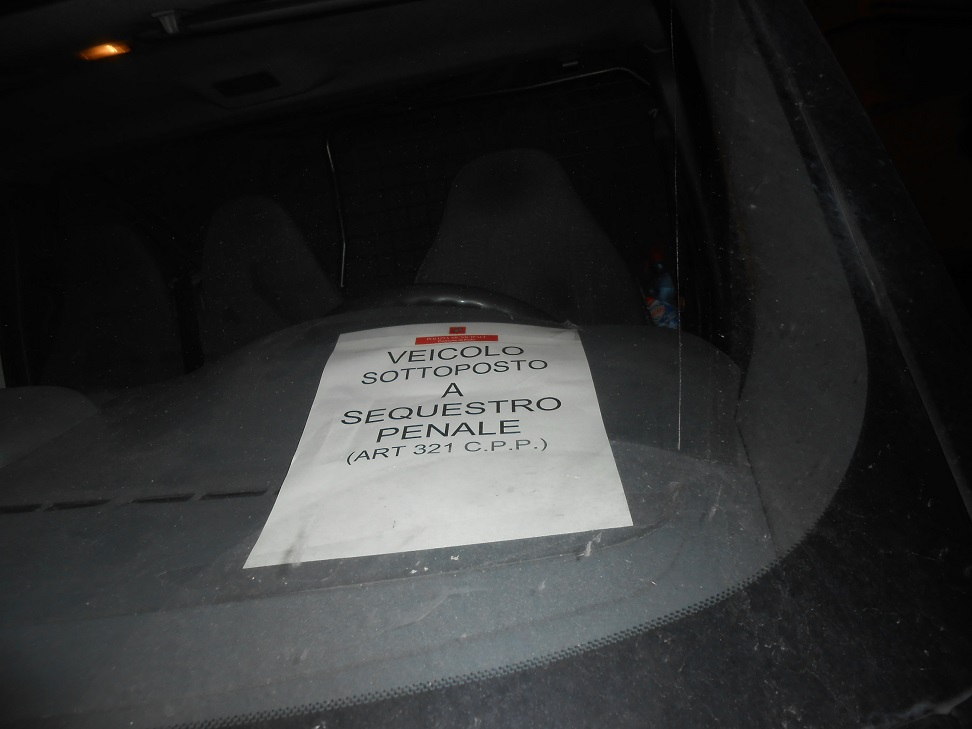 VEICOLO
SOTTOPOSTO
A
SEQUESTRO
PENALE
(ART 321 C.P.P.)